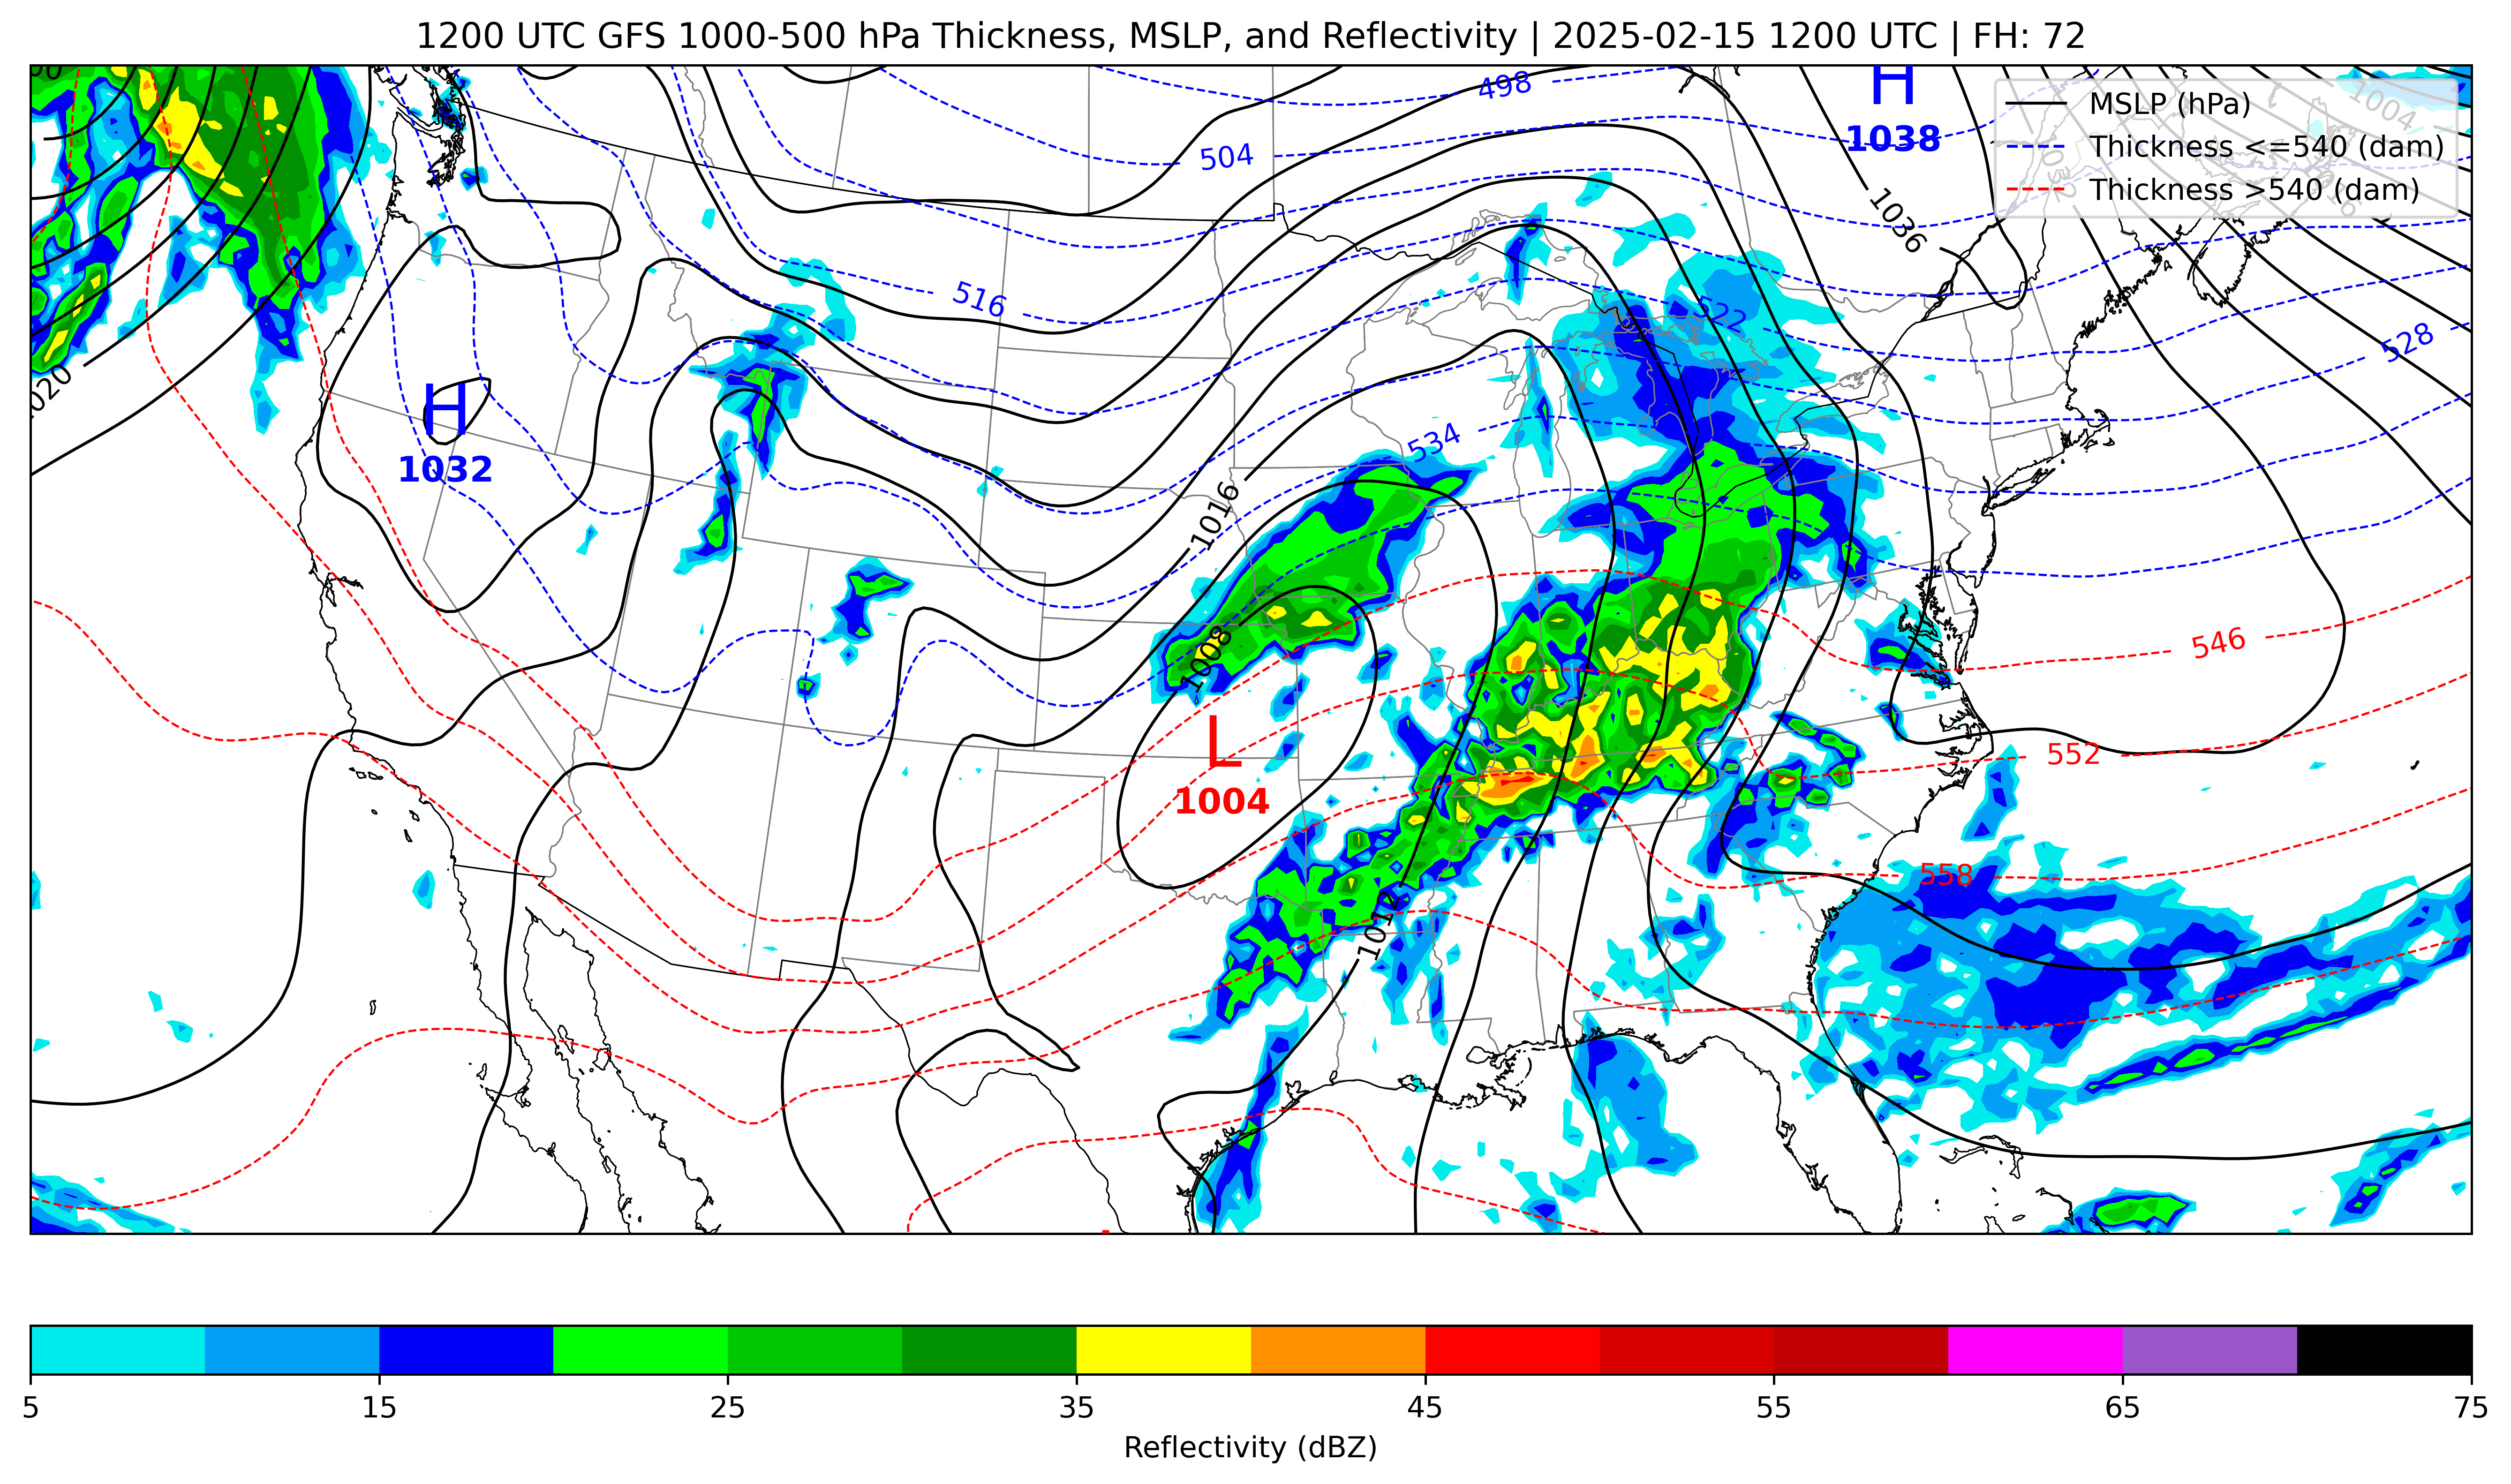 1200 UTC GFS 1000-500 hPa Thickness, MSLP, and Reflectivity | 2025-02-15 1200 UTC | FH: 72
MSLP (hPa)
Thickness <=540 (dam)
Thickness >540 (dam)
H
1038
498
1004
504
1036
1032
1016
516
522
528
1020
H
1032
534
1016
1008
546
L
1004
552
558
1012
5 15 25 35 45 55 65 75
Reflectivity (dBZ)